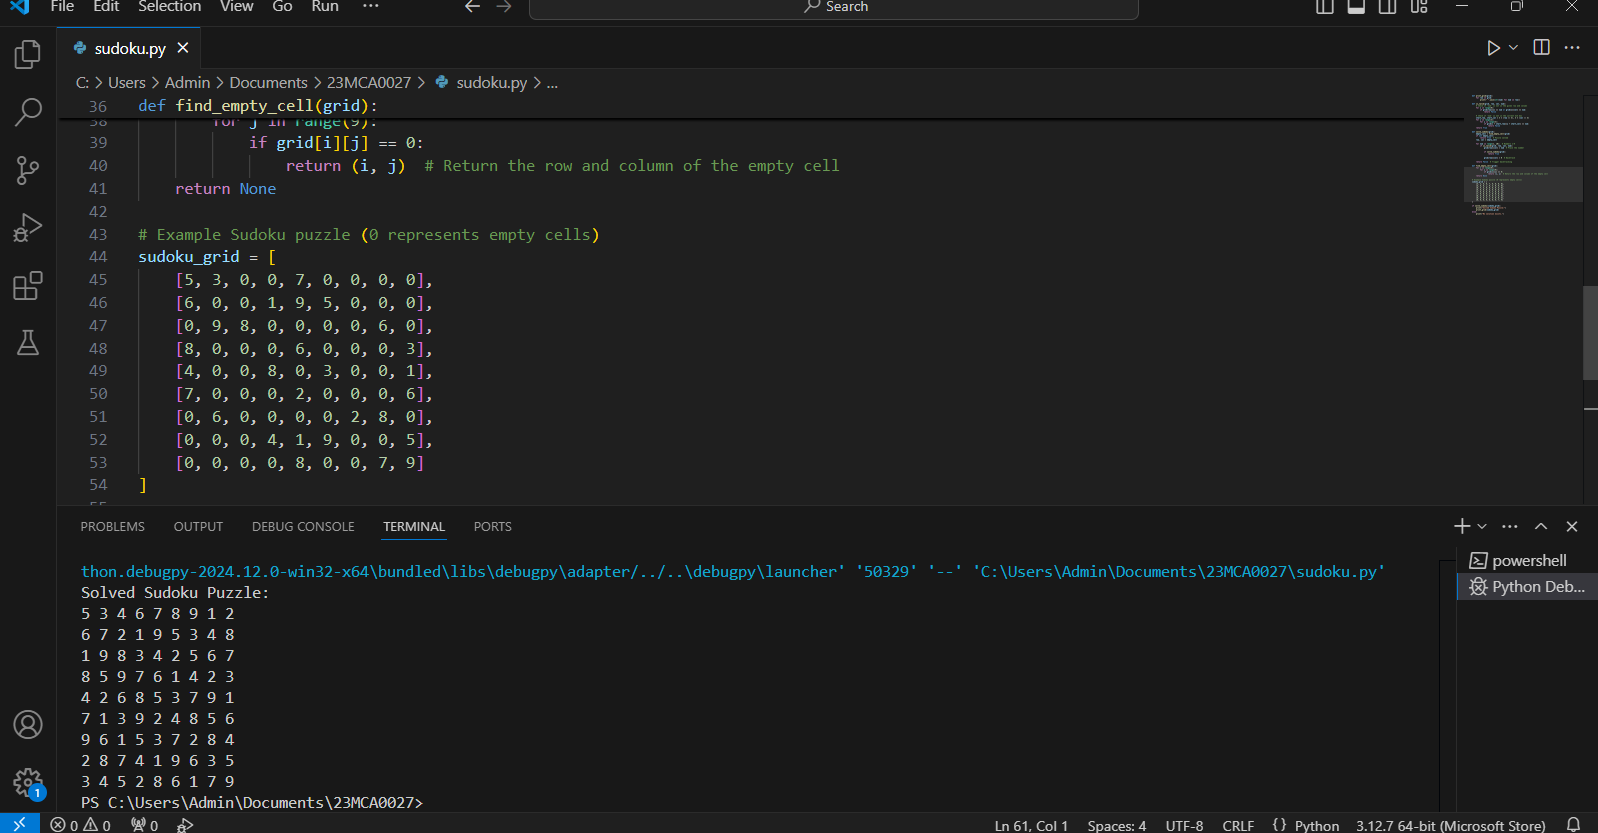 File Edit Selection View Go Run ··· Search
sudoku.py
C: > Users > Admin > Documents > 23MCA0027 > sudoku.py > ...
36 def find_empty_cell(grid):
38 for j in range(9):
39 if grid[i][j] == 0:
40 return (i, j) # Return the row and column of the empty cell
41 return None
42
43 # Example Sudoku puzzle (0 represents empty cells)
44 sudoku_grid = [
45 [5, 3, 0, 0, 7, 0, 0, 0, 0],
46 [6, 0, 0, 1, 9, 5, 0, 0, 0],
47 [0, 9, 8, 0, 0, 0, 0, 6, 0],
48 [8, 0, 0, 0, 6, 0, 0, 0, 3],
49 [4, 0, 0, 8, 0, 3, 0, 0, 1],
50 [7, 0, 0, 0, 2, 0, 0, 0, 6],
51 [0, 6, 0, 0, 0, 0, 2, 8, 0],
52 [0, 0, 0, 4, 1, 9, 0, 0, 5],
53 [0, 0, 0, 0, 8, 0, 0, 7, 9]
54 ]
55
PROBLEMS OUTPUT DEBUG CONSOLE TERMINAL PORTS
thon.debugpy-2024.12.0-win32-x64\bundled\libs\debugpy\adapter/../..\debugpy\launcher' '50329' '--' 'C:\Users\Admin\Documents\23MCA0027\sudoku.py'
Solved Sudoku Puzzle:
5 3 4 6 7 8 9 1 2
6 7 2 1 9 5 3 4 8
1 9 8 3 4 2 5 6 7
8 5 9 7 6 1 4 2 3
4 2 6 8 5 3 7 9 1
7 1 3 9 2 4 8 5 6
9 6 1 5 3 7 2 8 4
2 8 7 4 1 9 6 3 5
3 4 5 2 8 6 1 7 9
PS C:\Users\Admin\Documents\23MCA0027>
powershell
Python Deb...
1
0 0 0 Ln 61, Col 1 Spaces: 4 UTF-8 CRLF {} Python 3.12.7 64-bit (Microsoft Store)